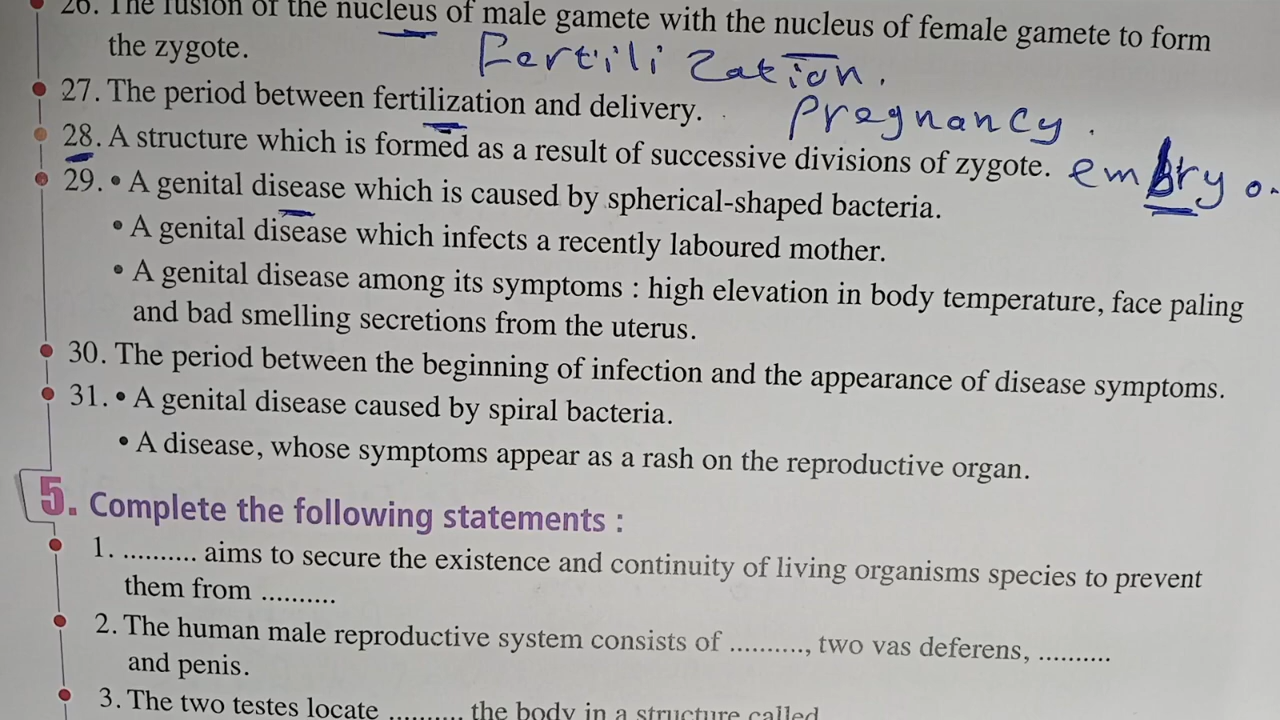 26. The fusion of the nucleus of male gamete with the nucleus of female gamete to form
the zygote.
Fertilization.
27. The period between fertilization and delivery. Pregnancy.
28. A structure which is formed as a result of successive divisions of zygote. embryo.
29. • A genital disease which is caused by spherical-shaped bacteria.
• A genital disease which infects a recently laboured mother.
• A genital disease among its symptoms : high elevation in body temperature, face paling
and bad smelling secretions from the uterus.
30. The period between the beginning of infection and the appearance of disease symptoms.
31. • A genital disease caused by spiral bacteria.
• A disease, whose symptoms appear as a rash on the reproductive organ.
5. Complete the following statements :
1. .......... aims to secure the existence and continuity of living organisms species to prevent
them from ..........
2. The human male reproductive system consists of .........., two vas deferens, ..........
and penis.
3. The two testes locate .......... the body in a structure called